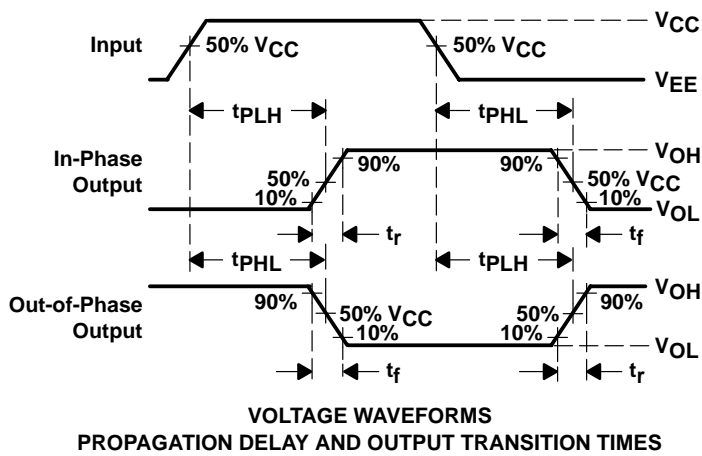 VCC
Input
50% VCC
50% VCC
VEE
tPLH
tPHL
In-Phase
Output
VOH
90%
90%
50%
50% VCC
10%
10%
VOL
tr
tf
tPHL
tPLH
Out-of-Phase
Output
VOH
90%
90%
50% VCC
50%
10%
10%
VOL
tf
tr
VOLTAGE WAVEFORMS
PROPAGATION DELAY AND OUTPUT TRANSITION TIMES